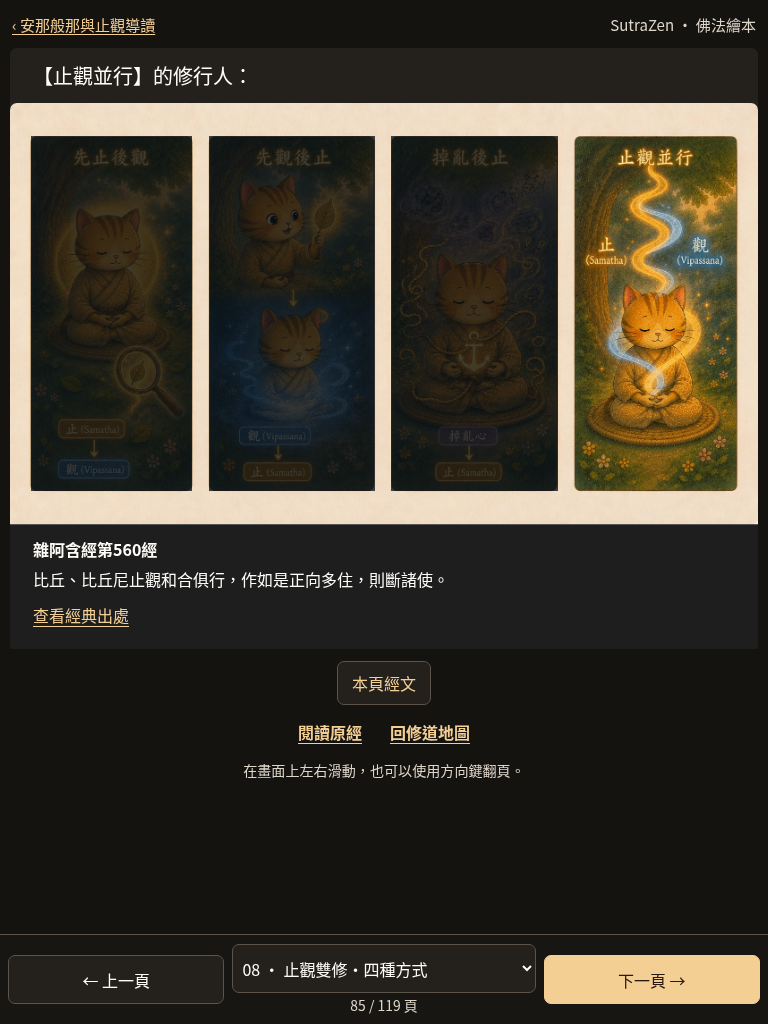 ‹ 安那般那與止觀導讀
SutraZen ・ 佛法繪本
【止觀並行】的修行人：
先止後觀
止 (Samatha)
觀 (Vipassana)
先觀後止
觀 (Vipassana)
止 (Samatha)
掉亂後止
掉亂心
止 (Samatha)
止觀並行
止
(Samatha)
觀
(Vipassana)
雜阿含經第560經
比丘、比丘尼止觀和合俱行，作如是正向多住，則斷諸使。
查看經典出處
本頁經文
閱讀原經
回修道地圖
在畫面上左右滑動，也可以使用方向鍵翻頁。
← 上一頁
08 ・ 止觀雙修・四種方式
85 / 119 頁
下一頁 →